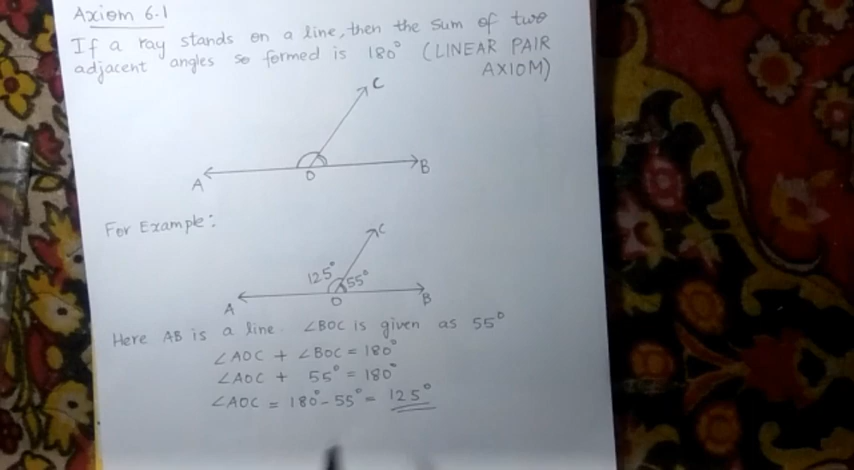 Axiom 6.1
If a ray stands on a line, then the sum of two
adjacent angles so formed is 180° (LINEAR PAIR
AXIOM)
C
A
O
B
For Example:
C
125°
55°
A
O
B
Here AB is a line. ∠BOC is given as 55°
∠AOC + ∠BOC = 180°
∠AOC + 55° = 180°
∠AOC = 180° - 55° = 125°